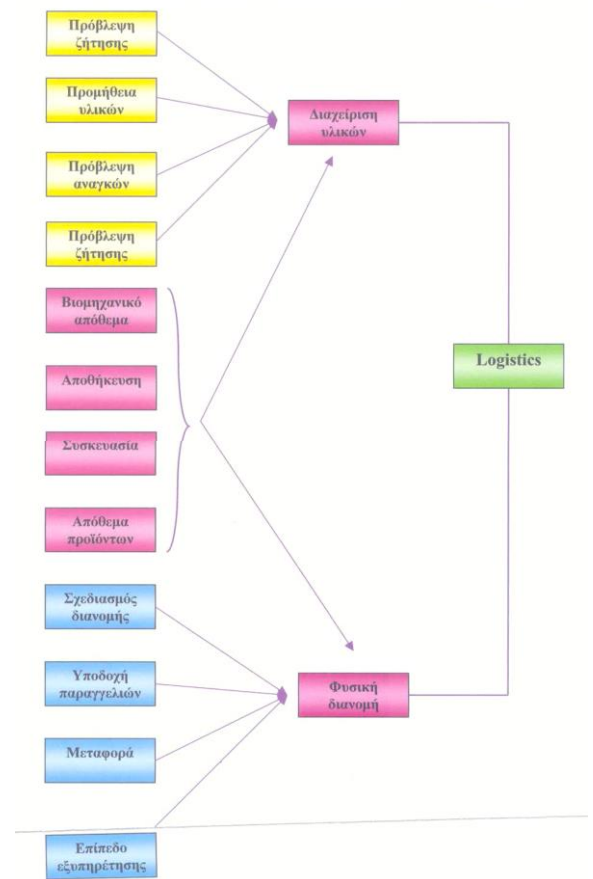 Πρόβλεψη
ζήτησης
Προμήθεια
υλικών
Πρόβλεψη
αναγκών
Πρόβλεψη
ζήτησης
Βιομηχανικό
απόθεμα
Αποθήκευση
Συσκευασία
Απόθεμα
προϊόντων
Σχεδιασμός
διανομής
Υποδοχή
παραγγελιών
Μεταφορά
Επίπεδο
εξυπηρέτησης
Διαχείριση
υλικών
Φυσική
διανομή
Logistics